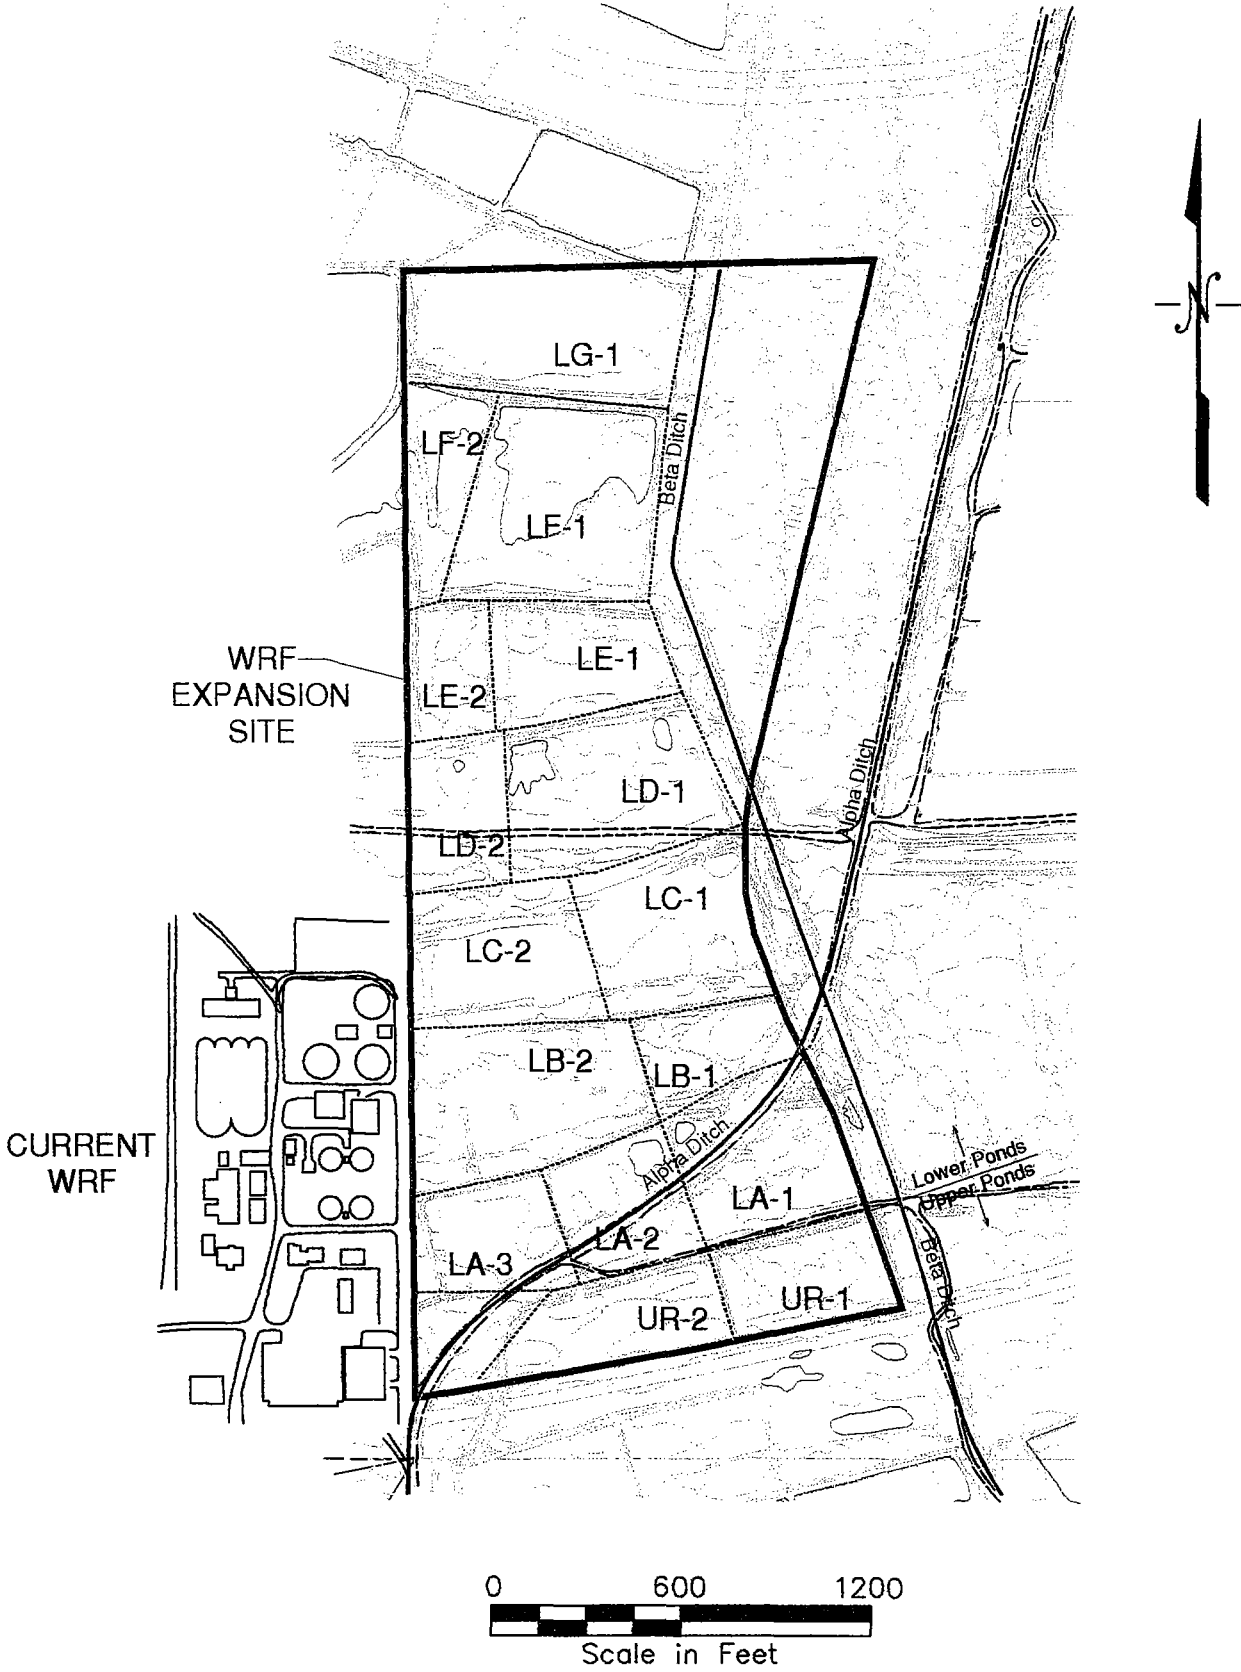 N
LG-1
LF-2
Beta Ditch
LF-1
WRF
EXPANSION
SITE
LE-1
LE-2
LD-1
Alpha Ditch
LD-2
LC-1
LC-2
LB-2
LB-1
CURRENT
WRF
Alpha Ditch
Lower Ponds
Upper Ponds
LA-1
LA-2
LA-3
Beta Ditch
UR-1
UR-2
0 600 1200
Scale in Feet